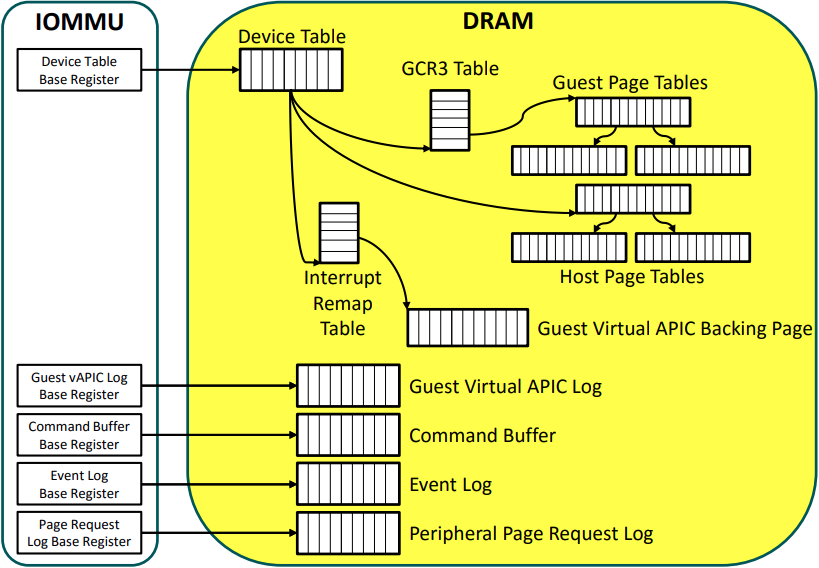 IOMMU
DRAM
Device Table
Base Register
Device Table
GCR3 Table
Guest Page Tables
Host Page Tables
Interrupt
Remap
Table
Guest Virtual APIC Backing Page
Guest vAPIC Log
Base Register
Guest Virtual APIC Log
Command Buffer
Base Register
Command Buffer
Event Log
Base Register
Event Log
Page Request
Log Base Register
Peripheral Page Request Log